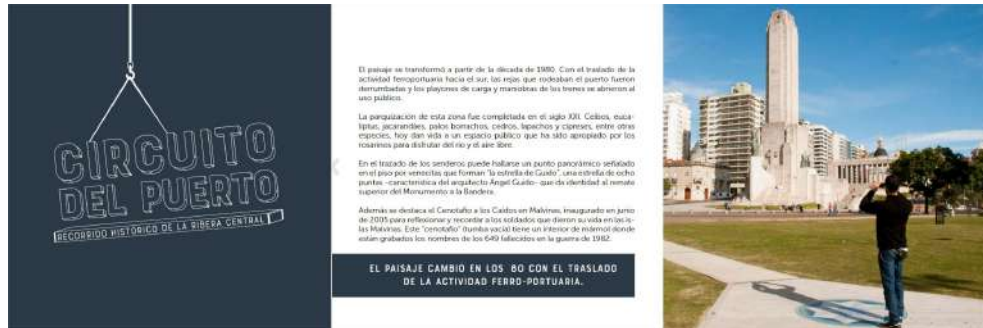 CIRCUITO
DEL PUERTO
RECORRIDO HISTÓRICO DE LA RIBERA CENTRAL
El paisaje se transformó a partir de la década de 1980. Con el traslado de la
actividad ferroportuaria hacia el sur, las rejas que rodeaban el puerto fueron
derrumbadas y los playones de carga y maniobras de los trenes se abrieron al
uso público.
La parquización de esta zona fue completada en el siglo XXI. Ceibos, euca-
liptus, jacarandáes, palos borrachos, cedros, lapachos y cipreses, entre otras
especies, hoy dan vida a un espacio público que ha sido apropiado por los
rosarinos para disfrutar del río y el aire libre.
En el trazado de los senderos puede hallarse un punto panorámico señalado
en el piso por venecitas que forman "la estrella de Guido", una estrella de ocho
puntas -característica del arquitecto Ángel Guido- que da identidad al remate
superior del Monumento a la Bandera.
Además se destaca el Cenotafio a los Caídos en Malvinas, inaugurado en junio
de 2005 para reflexionar y recordar a los soldados que dieron su vida en las is-
las Malvinas. Este "cenotafio" (tumba vacía) tiene un interior de mármol donde
están grabados los nombres de los 649 fallecidos en la guerra de 1982.
EL PAISAJE CAMBIO EN LOS 80 CON EL TRASLADO
DE LA ACTIVIDAD FERRO-PORTUARIA.